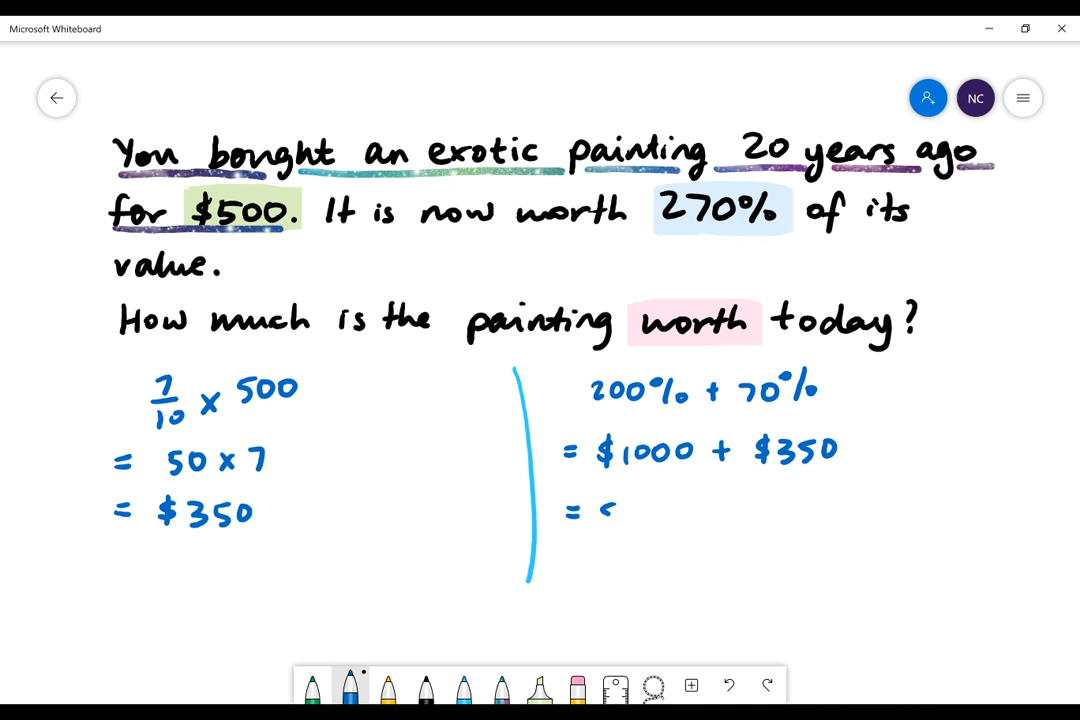 Microsoft Whiteboard
NC
You bought an exotic painting 20 years ago
for $500. It is now worth 270% of its
value.
How much is the painting worth today?
7/10 × 500
= 50 × 7
= $350
200% + 70%
= $1000 + $350
=